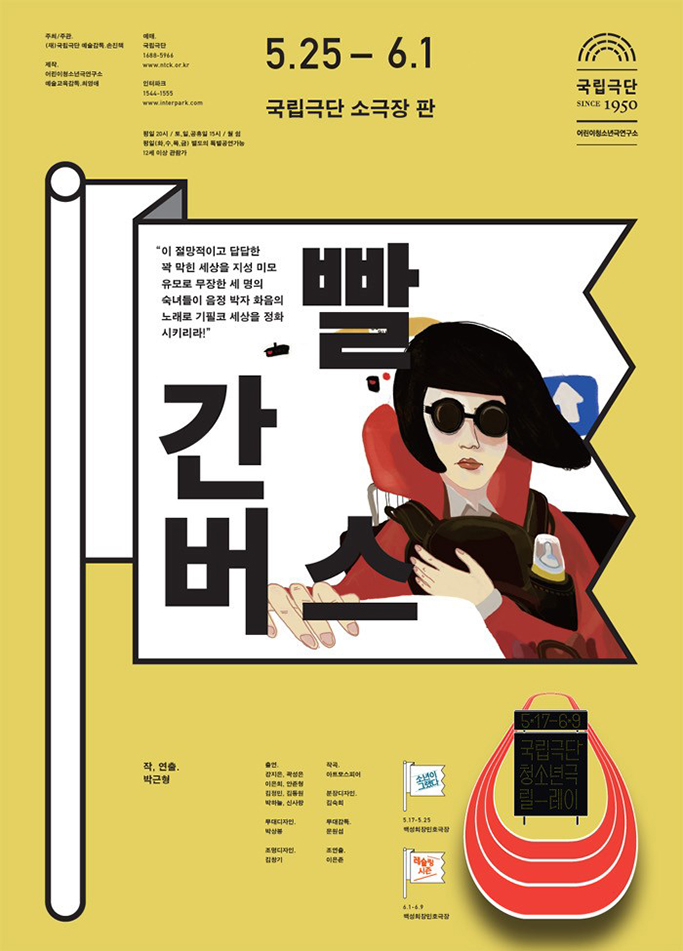 주최/주관.
(재)국립극단 예술감독.손진책
제작.
어린이청소년극연구소
예술교육감독.최영애
예매.
국립극단
1688-5966
www.ntck.or.kr
인터파크
1544-1555
www.interpark.com
평일 20시 / 토,일,공휴일 15시 / 월 쉼
평일(화,수,목,금) 별도의 특별공연가능
12세 이상 관람가
5.25 – 6.1
국립극단 소극장 판
국립극단
SINCE 1950
어린이청소년극연구소
“이 절망적이고 답답한
꽉 막힌 세상을 지성 미모
유모로 무장한 세 명의
숙녀들이 음정 박자 화음의
노래로 기필코 세상을 정화
시키리라!”
빨
간
버스
작, 연출.
박근형
출연.
강지은, 곽성은
이은희, 안준형
김정민, 김동원
박하늘, 신사랑
무대디자인.
박상봉
조명디자인.
김창기
작곡.
아트모스피어
분장디자인.
김숙희
무대감독.
문원섭
조연출.
이은준
소년이
그랬다
5.17-5.25
백성희장민호극장
레슬링
시즌
6.1-6.9
백성희장민호극장
5·17-6·9
국립극단
청소년극
릴-레이